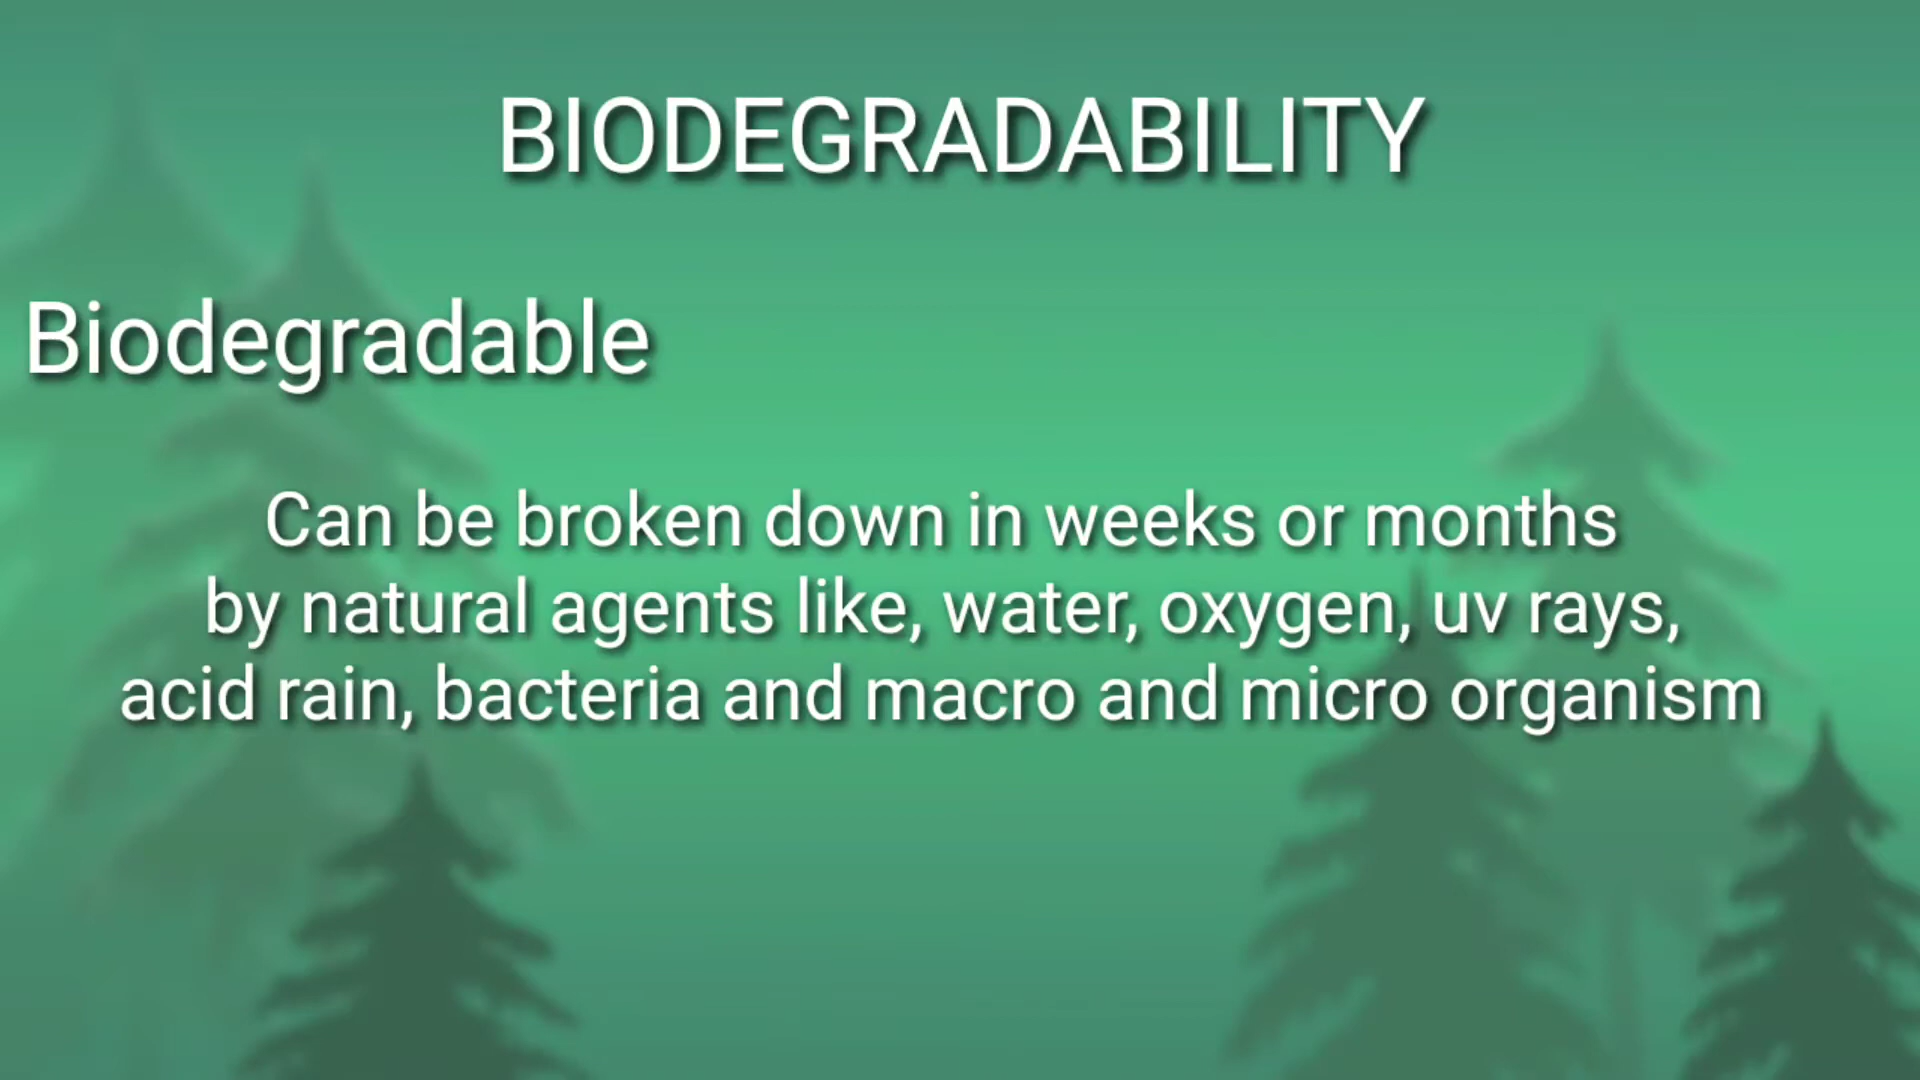 BIODEGRADABILITY
Biodegradable
Can be broken down in weeks or months
by natural agents like, water, oxygen, uv rays,
acid rain, bacteria and macro and micro organism